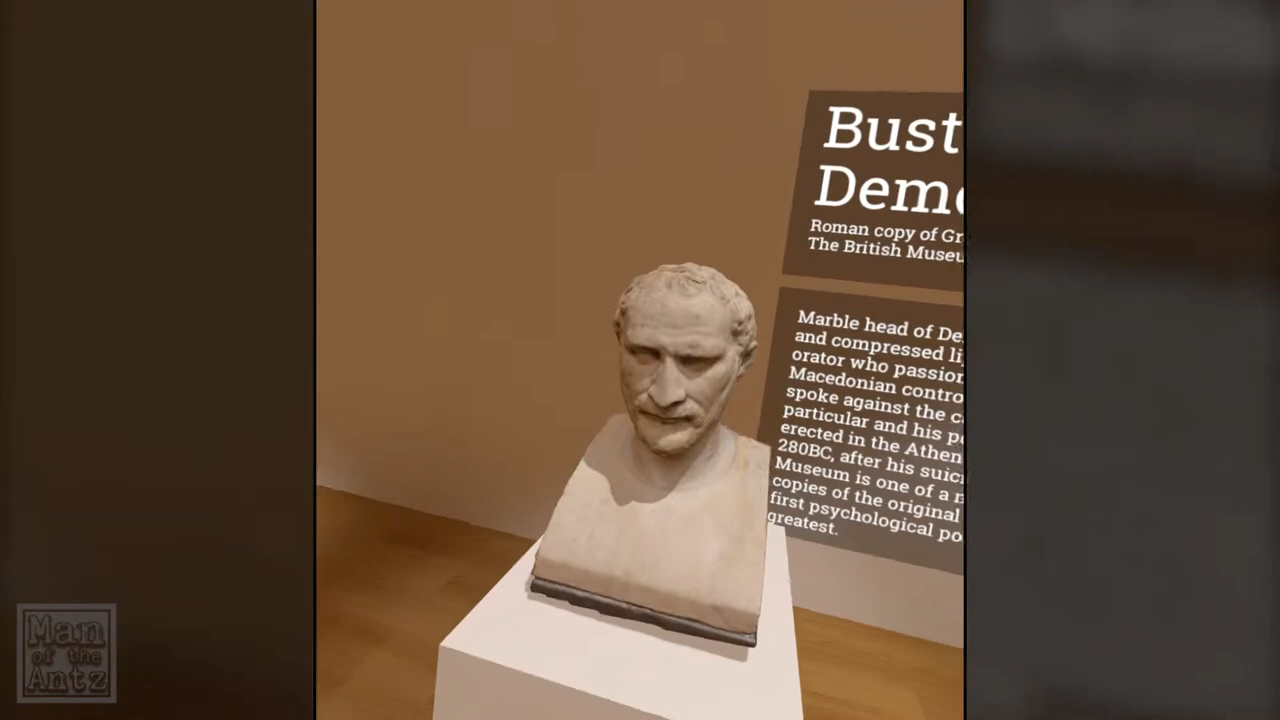 Bust
Dem
Roman copy of Gr
The British Museu
Marble head of De
and compressed li
orator who passion
Macedonian contro
spoke against the c
particular and his p
erected in the Athen
280BC, after his suic
Museum is one of a
copies of the original
first psychological po
greatest.
Man
of the
Antz